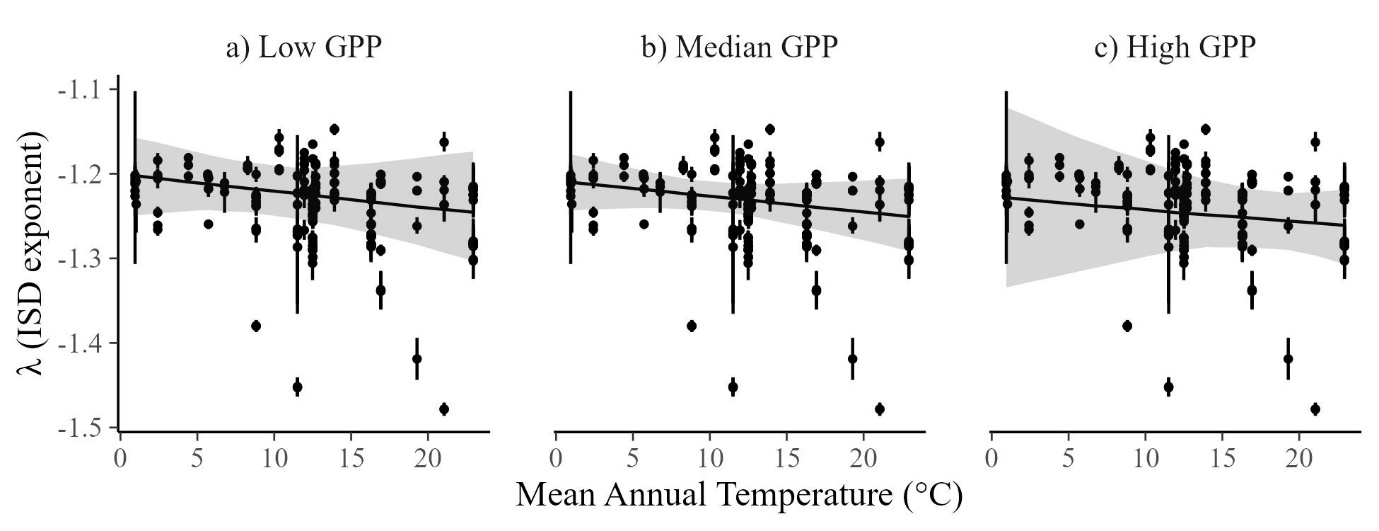 a) Low GPP
b) Median GPP
c) High GPP
λ (ISD exponent)
-1.1
-1.2
-1.3
-1.4
-1.5
0 5 10 15 20
0 5 10 15 20
0 5 10 15 20
Mean Annual Temperature (°C)